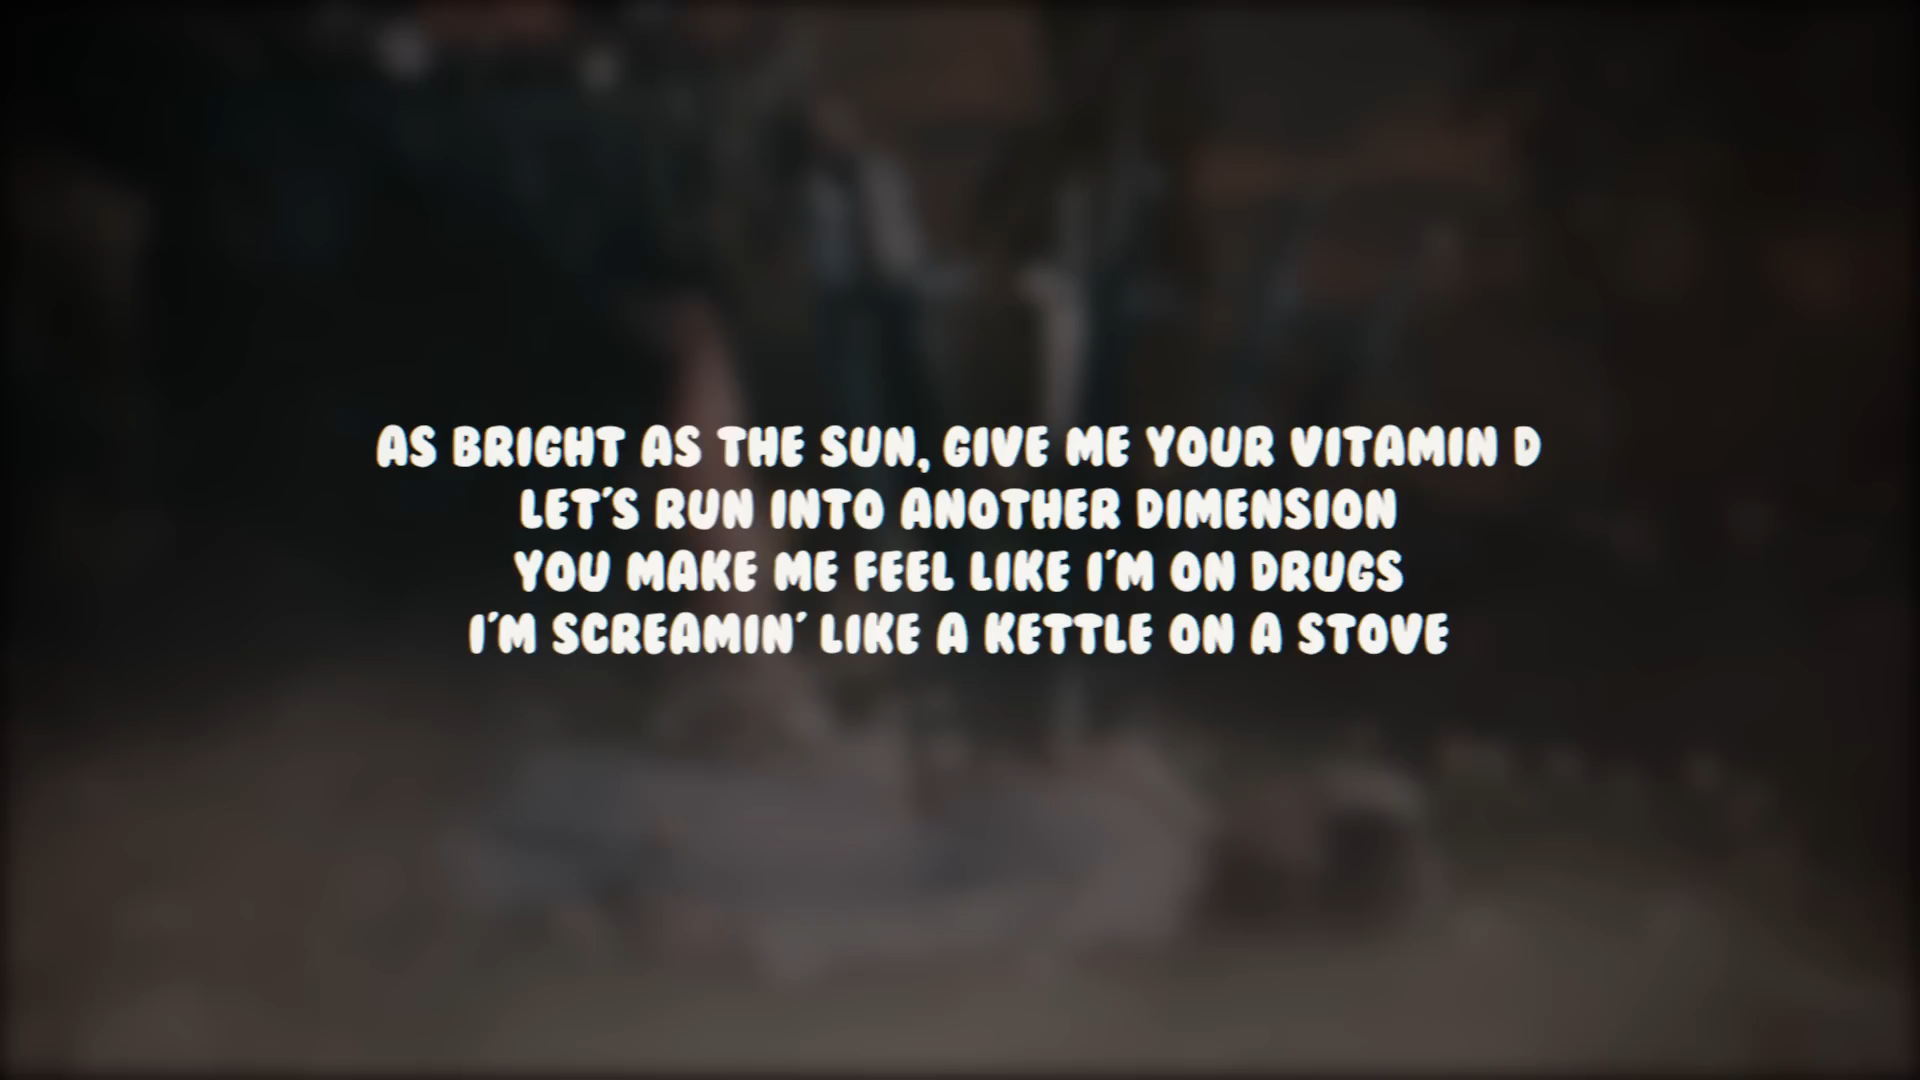 AS BRIGHT AS THE SUN, GIVE ME YOUR VITAMIN D
LET'S RUN INTO ANOTHER DIMENSION
YOU MAKE ME FEEL LIKE I'M ON DRUGS
I'M SCREAMIN' LIKE A KETTLE ON A STOVE